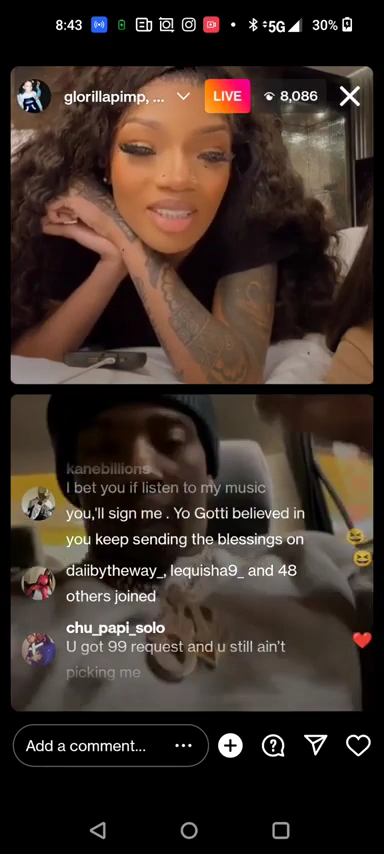 8:43
5G
30%
glorillapimp, ...
LIVE
8,086
kanebillions
I bet you if listen to my music
you,'ll sign me . Yo Gotti believed in
you keep sending the blessings on
daiibytheway_, lequisha9_ and 48
others joined
chu_papi_solo
U got 99 request and u still ain't
picking me
Add a comment...